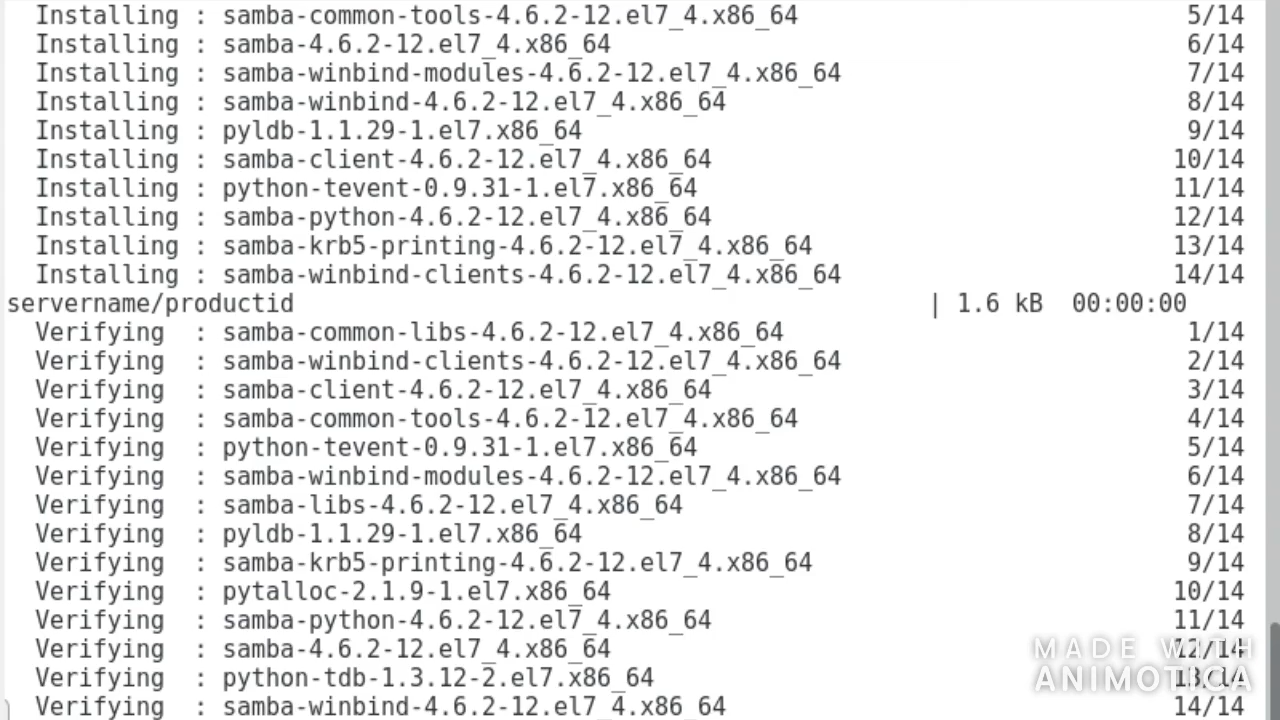 Installing : samba-common-tools-4.6.2-12.el7_4.x86_64 5/14
Installing : samba-4.6.2-12.el7_4.x86_64 6/14
Installing : samba-winbind-modules-4.6.2-12.el7_4.x86_64 7/14
Installing : samba-winbind-4.6.2-12.el7_4.x86_64 8/14
Installing : pyldb-1.1.29-1.el7.x86_64 9/14
Installing : samba-client-4.6.2-12.el7_4.x86_64 10/14
Installing : python-tevent-0.9.31-1.el7.x86_64 11/14
Installing : samba-python-4.6.2-12.el7_4.x86_64 12/14
Installing : samba-krb5-printing-4.6.2-12.el7_4.x86_64 13/14
Installing : samba-winbind-clients-4.6.2-12.el7_4.x86_64 14/14
servername/productid | 1.6 kB 00:00:00
Verifying : samba-common-libs-4.6.2-12.el7_4.x86_64 1/14
Verifying : samba-winbind-clients-4.6.2-12.el7_4.x86_64 2/14
Verifying : samba-client-4.6.2-12.el7_4.x86_64 3/14
Verifying : samba-common-tools-4.6.2-12.el7_4.x86_64 4/14
Verifying : python-tevent-0.9.31-1.el7.x86_64 5/14
Verifying : samba-winbind-modules-4.6.2-12.el7_4.x86_64 6/14
Verifying : samba-libs-4.6.2-12.el7_4.x86_64 7/14
Verifying : pyldb-1.1.29-1.el7.x86_64 8/14
Verifying : samba-krb5-printing-4.6.2-12.el7_4.x86_64 9/14
Verifying : pytalloc-2.1.9-1.el7.x86_64 10/14
Verifying : samba-python-4.6.2-12.el7_4.x86_64 11/14
Verifying : samba-4.6.2-12.el7_4.x86_64 12/14
Verifying : python-tdb-1.3.12-2.el7.x86_64 13/14
Verifying : samba-winbind-4.6.2-12.el7_4.x86_64 14/14
MADE WITH
ANIMOTICA